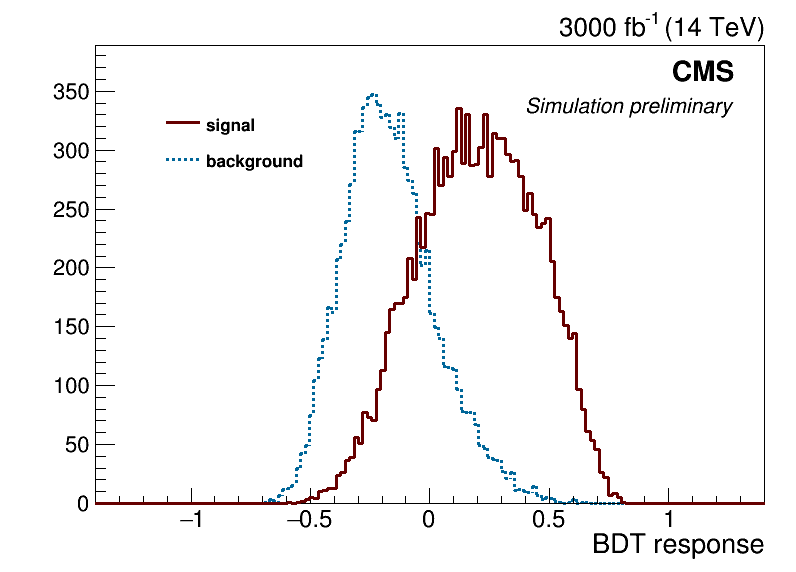 3000 fb⁻¹ (14 TeV)
CMS
Simulation preliminary
signal
background
350
300
250
200
150
100
50
0
−1 −0.5 0 0.5 1
BDT response